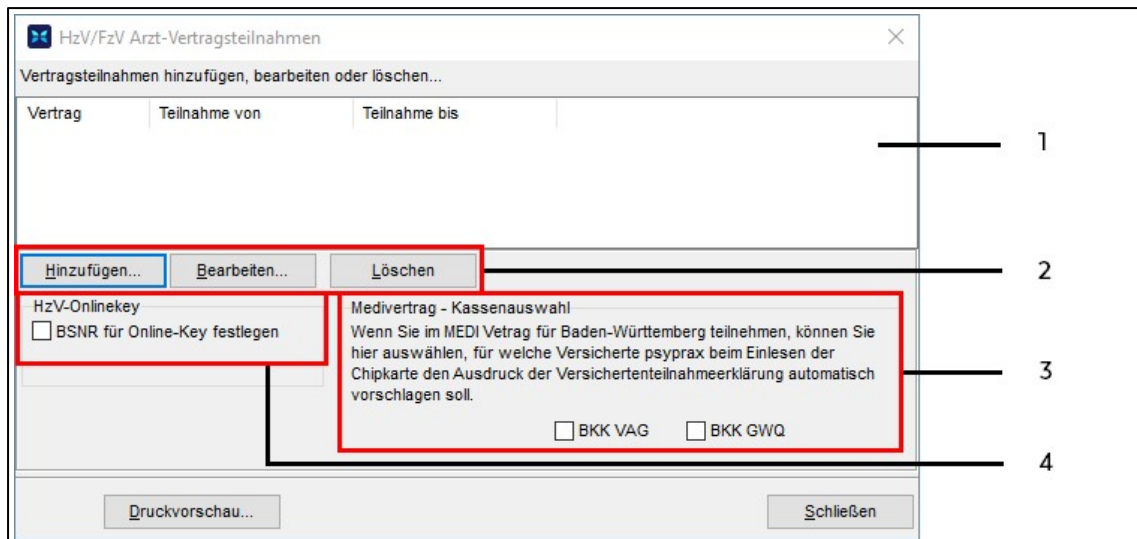 HzV/FzV Arzt-Vertragsteilnahmen
Vertragsteilnahmen hinzufügen, bearbeiten oder löschen...
Vertrag Teilnahme von Teilnahme bis
1
Hinzufügen... Bearbeiten... Löschen
2
HzV-Onlinekey
BSNR für Online-Key festlegen
Medivertrag - Kassenauswahl
Wenn Sie im MEDI Vetrag für Baden-Württemberg teilnehmen, können Sie
hier auswählen, für welche Versicherte psyprax beim Einlesen der
Chipkarte den Ausdruck der Versichertenteilnahmeerklärung automatisch
vorschlagen soll.
BKK VAG BKK GWQ
3
4
Druckvorschau... Schließen